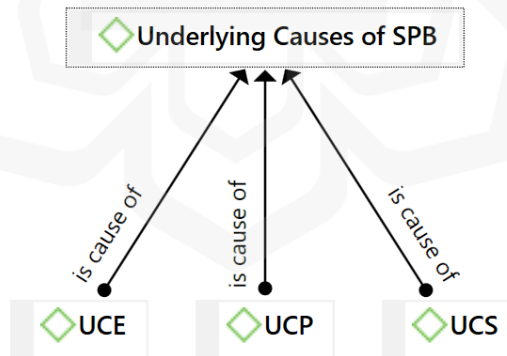 Underlying Causes of SPB
is cause of
is cause of
is cause of
UCE
UCP
UCS